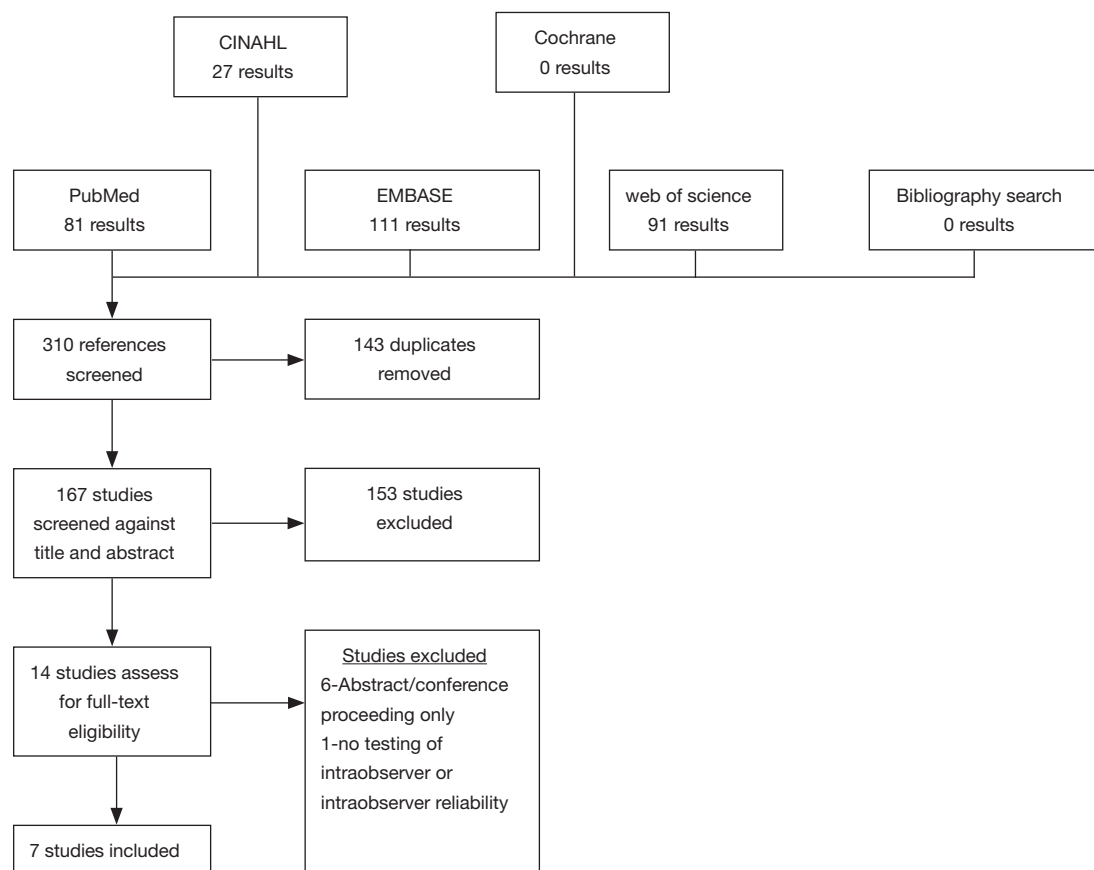 CINAHL
27 results
Cochrane
0 results
PubMed
81 results
EMBASE
111 results
web of science
91 results
Bibliography search
0 results
310 references
screened
143 duplicates
removed
167 studies
screened against
title and abstract
153 studies
excluded
14 studies assess
for full-text
eligibility
Studies excluded
6-Abstract/conference
proceeding only
1-no testing of
intraobserver or
intraobserver reliability
7 studies included